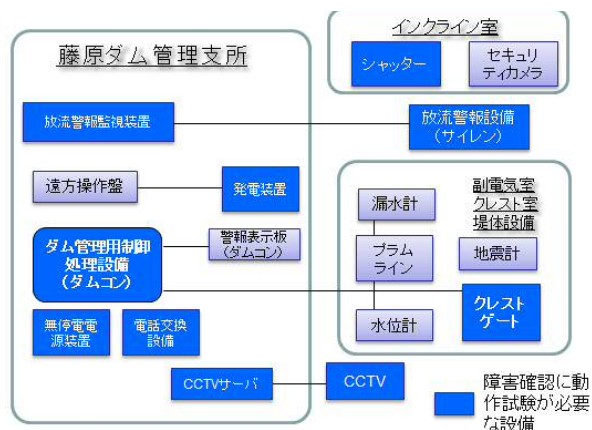 藤原ダム管理支所
インクライン室
シャッター
セキュリ
ティカメラ
放流警報監視装置
放流警報設備
(サイレン)
遠方操作盤
発電装置
副電気室
クレスト室
堤体設備
漏水計
ダム管理用制御
処理設備
(ダムコン)
警報表示板
(ダムコン)
プラム
ライン
地震計
無停電電
源装置
電話交換
設備
水位計
クレスト
ゲート
CCTVサーバ
CCTV
障害確認に動
作試験が必要
な設備